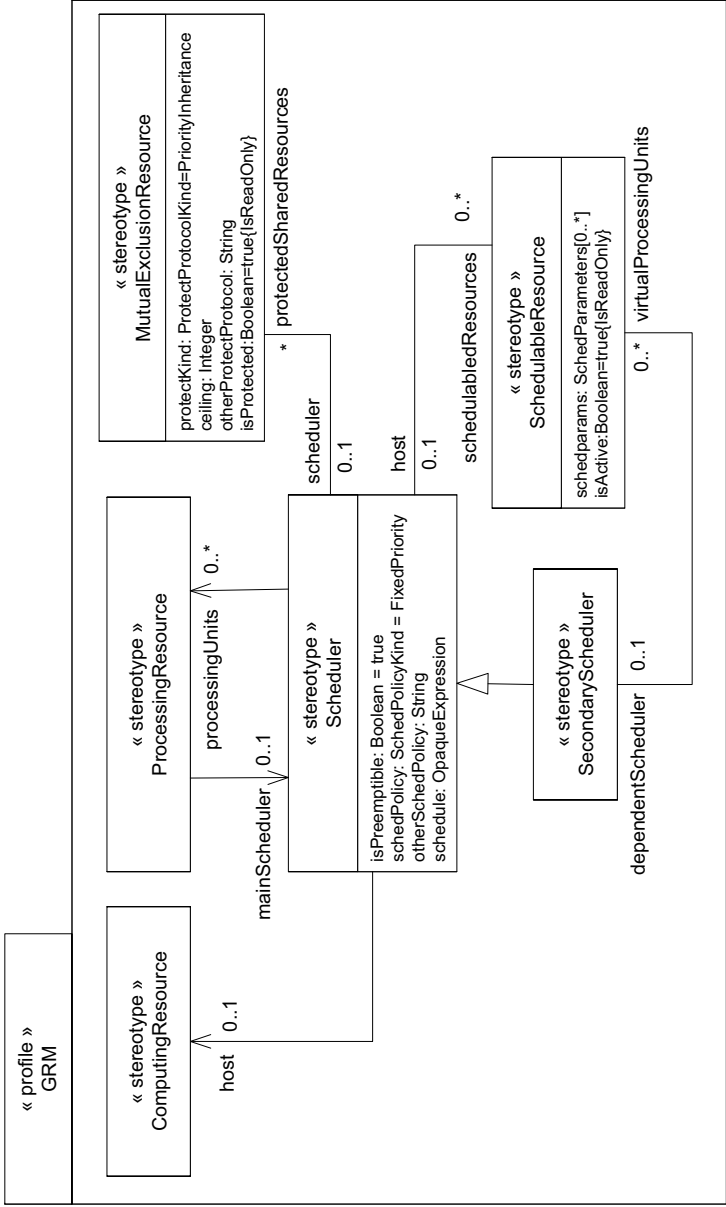 « profile »
GRM
« stereotype »
ComputingResource
« stereotype »
ProcessingResource
« stereotype »
MutualExclusionResource
protectKind: ProtectProtocolKind=PriorityInheritance
ceiling: Integer
otherProtectProtocol: String
isProtected:Boolean=true{IsReadOnly}
host
0..1
mainScheduler
0..1
processingUnits
0..*
scheduler
0..1
*
protectedSharedResources
« stereotype »
Scheduler
isPreemptible: Boolean = true
schedPolicy: SchedPolicyKind = FixedPriority
otherSchedPolicy: String
schedule: OpaqueExpression
host
0..1
schedulabledResources
0..*
« stereotype »
SecondaryScheduler
« stereotype »
SchedulableResource
schedparams: SchedParameters[0..*]
isActive:Boolean=true{IsReadOnly}
dependentScheduler
0..1
0..*
virtualProcessingUnits